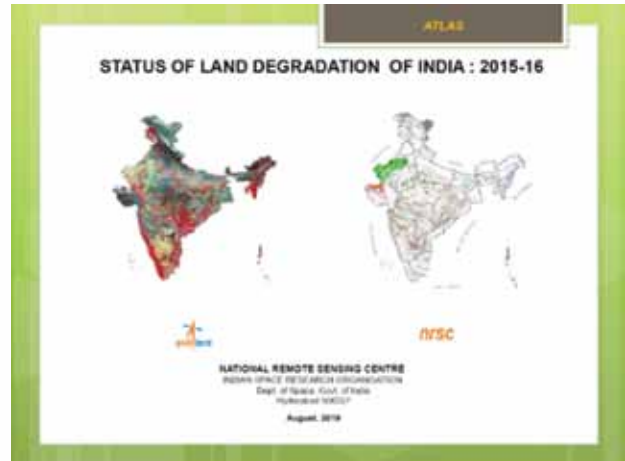 ATLAS
STATUS OF LAND DEGRADATION OF INDIA : 2015-16
nrsc
NATIONAL REMOTE SENSING CENTRE
INDIAN SPACE RESEARCH ORGANISATION
Dept. of Space, Govt. of India
Hyderabad
August, 2019